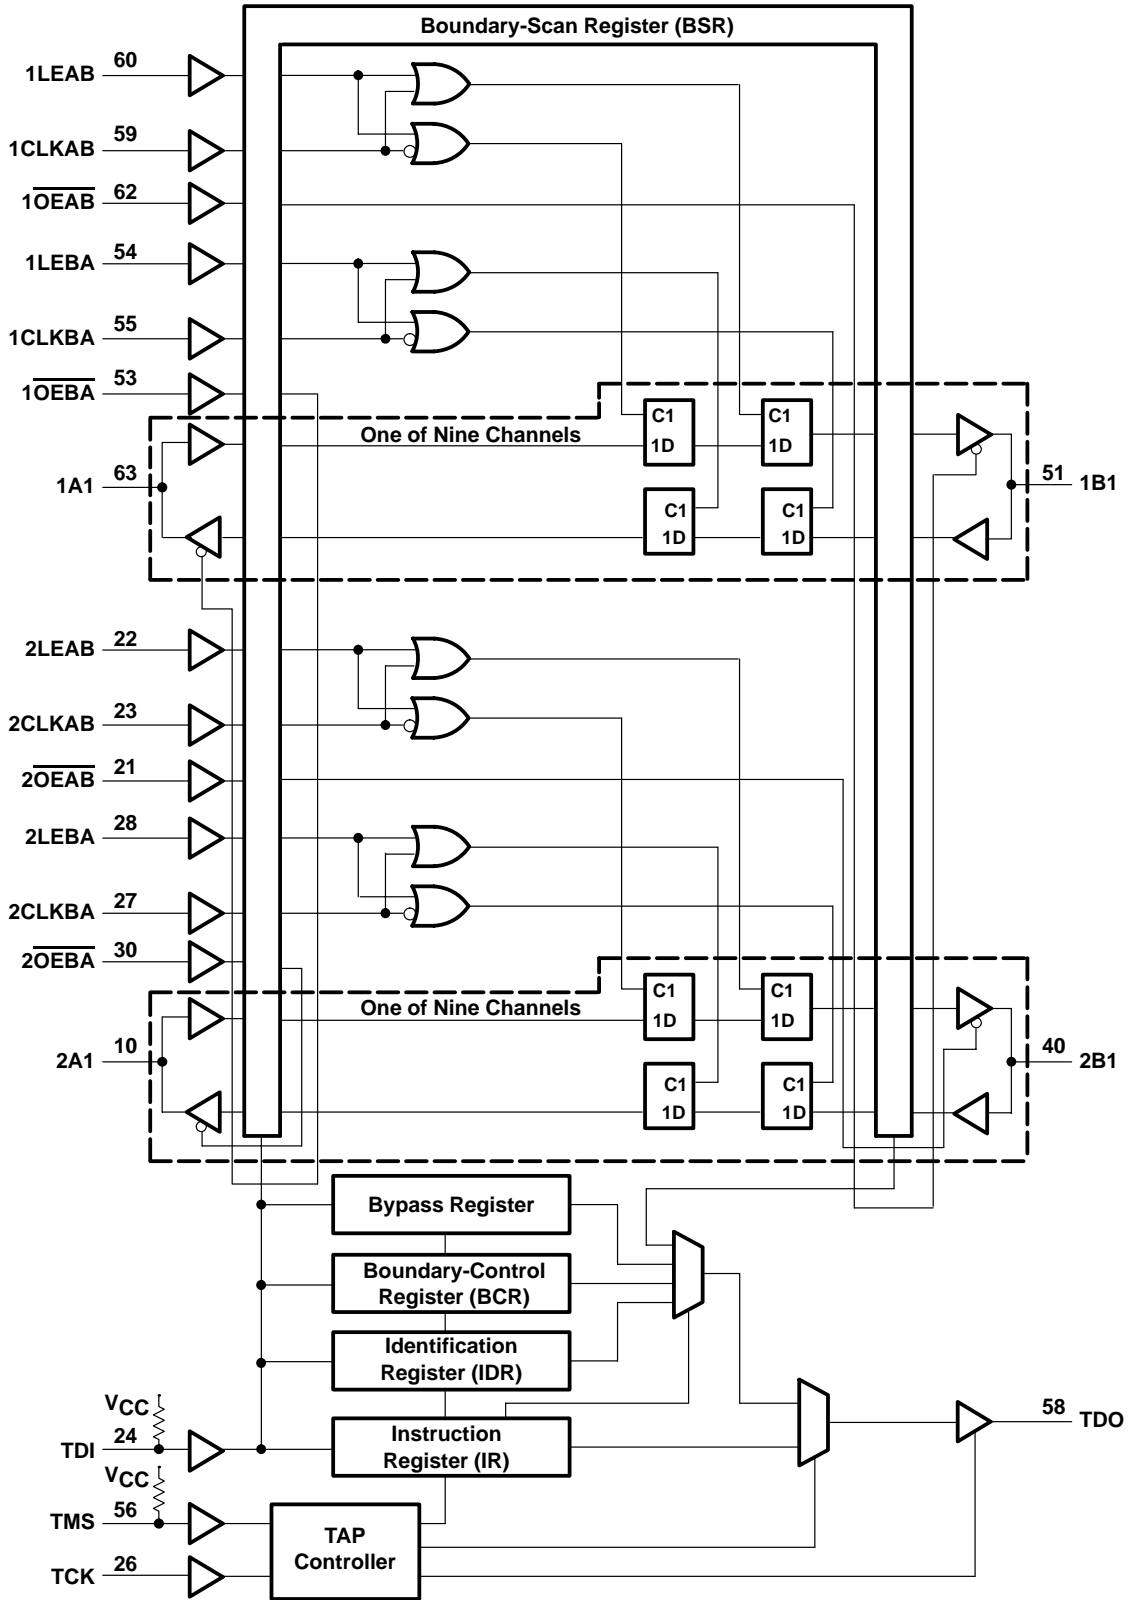 Boundary-Scan Register (BSR)
1LEAB 60
1CLKAB 59
1OEAB 62
1LEBA 54
1CLKBA 55
1OEBA 53
One of Nine Channels
C1
1D
C1
1D
1A1 63
51 1B1
C1
1D
C1
1D
2LEAB 22
2CLKAB 23
2OEAB 21
2LEBA 28
2CLKBA 27
2OEBA 30
One of Nine Channels
C1
1D
C1
1D
2A1 10
40 2B1
C1
1D
C1
1D
Bypass Register
Boundary-Control
Register (BCR)
Identification
Register (IDR)
VCC
TDI 24
Instruction
Register (IR)
58 TDO
VCC
TMS 56
TAP
Controller
TCK 26